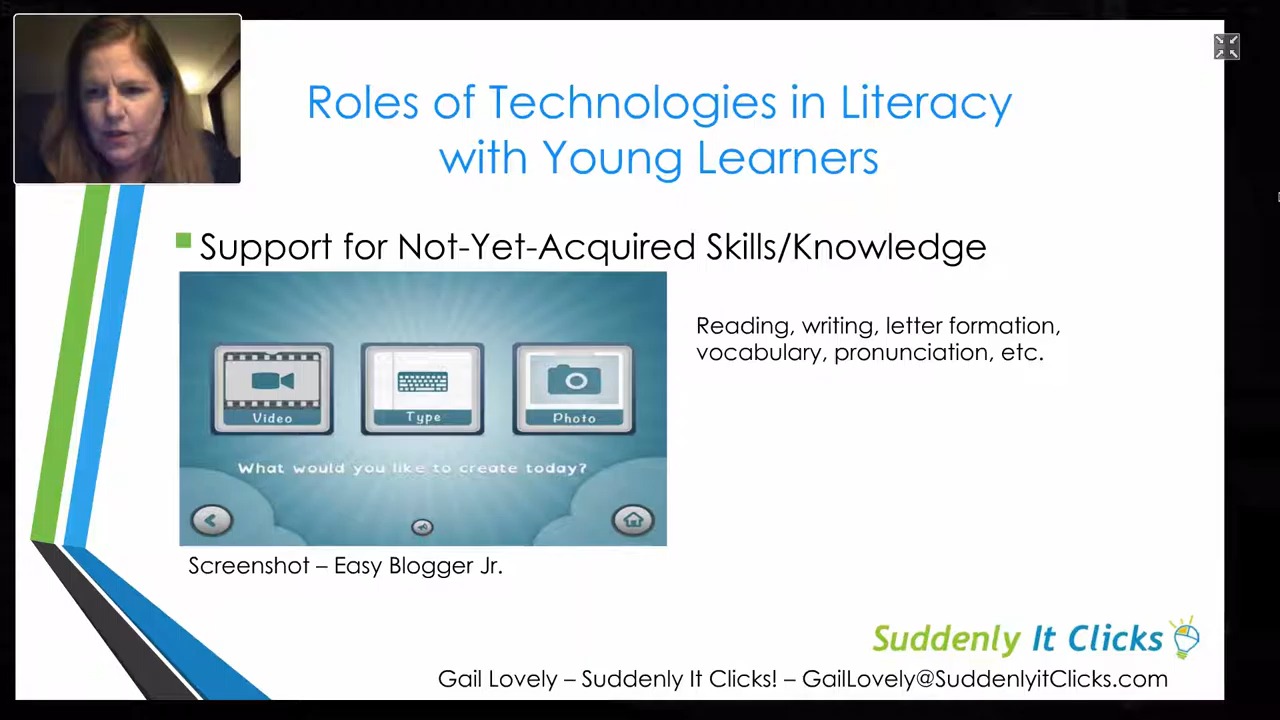 Roles of Technologies in Literacy
with Young Learners
Support for Not-Yet-Acquired Skills/Knowledge
Video
Type
Photo
What would you like to create today?
Reading, writing, letter formation,
vocabulary, pronunciation, etc.
Screenshot – Easy Blogger Jr.
Suddenly It Clicks
Gail Lovely – Suddenly It Clicks! – GailLovely@SuddenlyitClicks.com